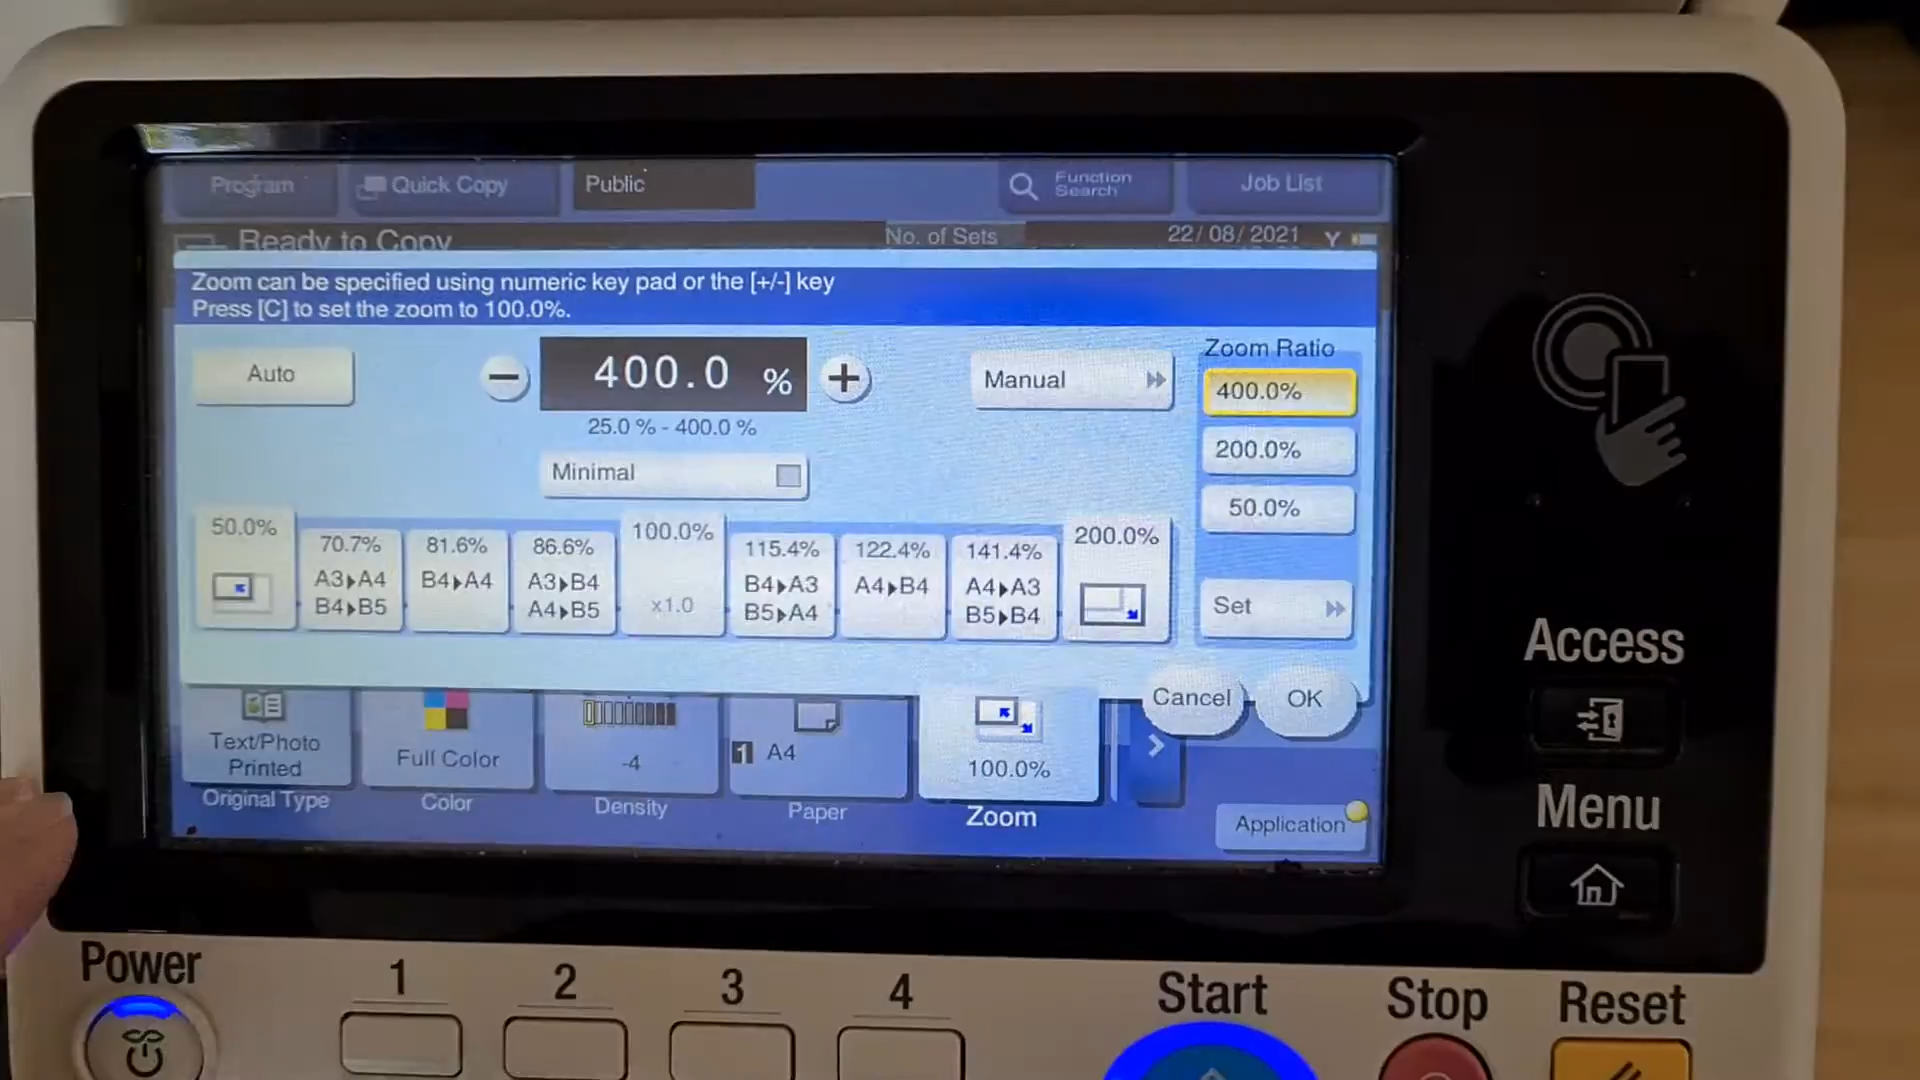 Program
Quick Copy
Public
Function
Search
Job List
Ready to Copy
No. of Sets
22/08/2021
Y
Zoom can be specified using numeric key pad or the [+/-] key
Press [C] to set the zoom to 100.0%.
Auto
−
400.0 %
+
25.0 % - 400.0 %
Minimal
Manual
Zoom Ratio
400.0%
200.0%
50.0%
Set
50.0%
70.7%
A3▸A4
B4▸B5
81.6%
B4▸A4
86.6%
A3▸B4
A4▸B5
100.0%
x1.0
115.4%
B4▸A3
B5▸A4
122.4%
A4▸B4
141.4%
A4▸A3
B5▸B4
200.0%
Cancel
OK
Text/Photo
Printed
Original Type
Full Color
Color
-4
Density
1 A4
Paper
100.0%
Zoom
Application
Access
Menu
Power
1
2
3
4
Start
Stop
Reset